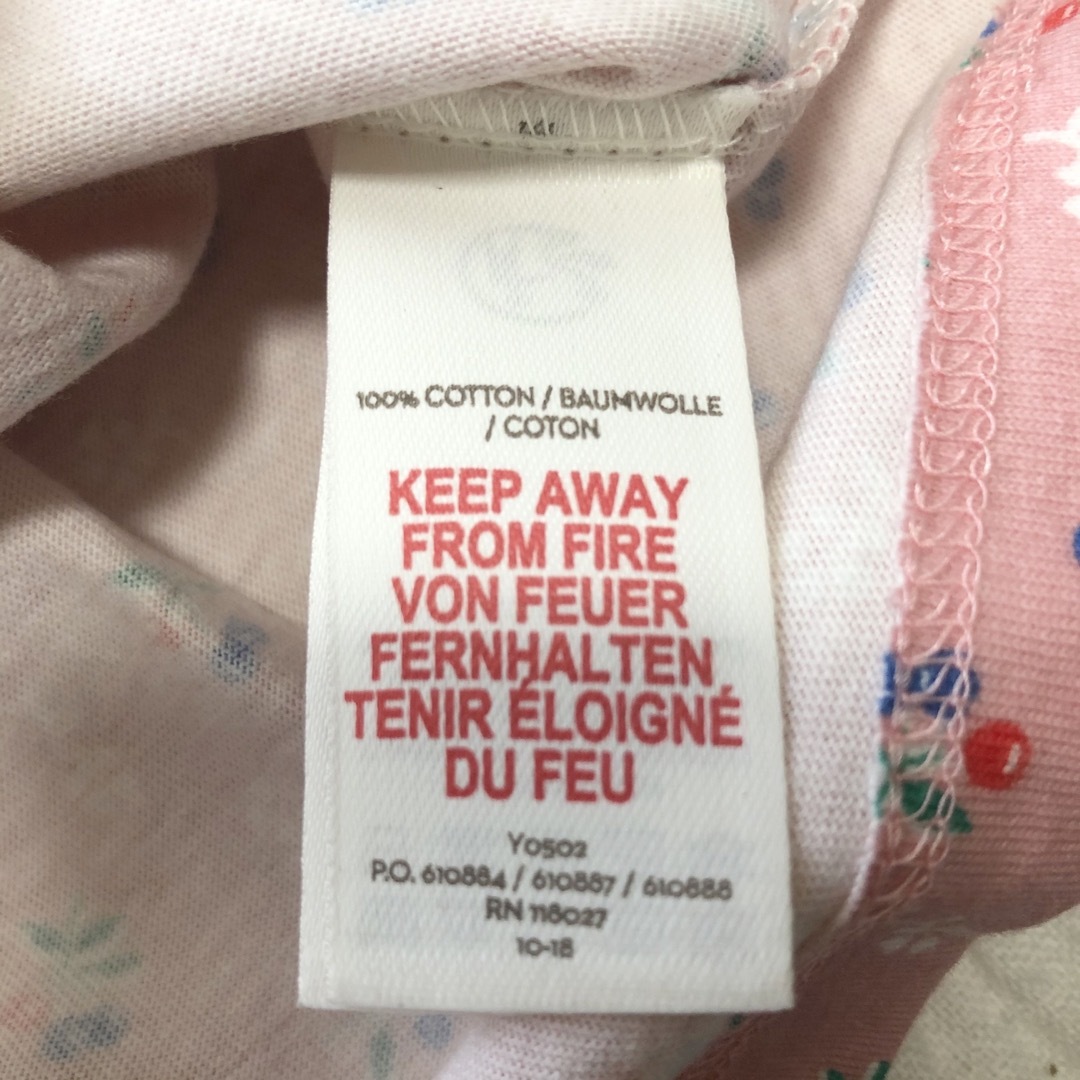 100% COTTON / BAUMWOLLE
/ COTON
KEEP AWAY
FROM FIRE
VON FEUER
FERNHALTEN
TENIR ÉLOIGNÉ
DU FEU
Y0502
P.O. 610884 / 610887 / 610888
RN 118027
10-18